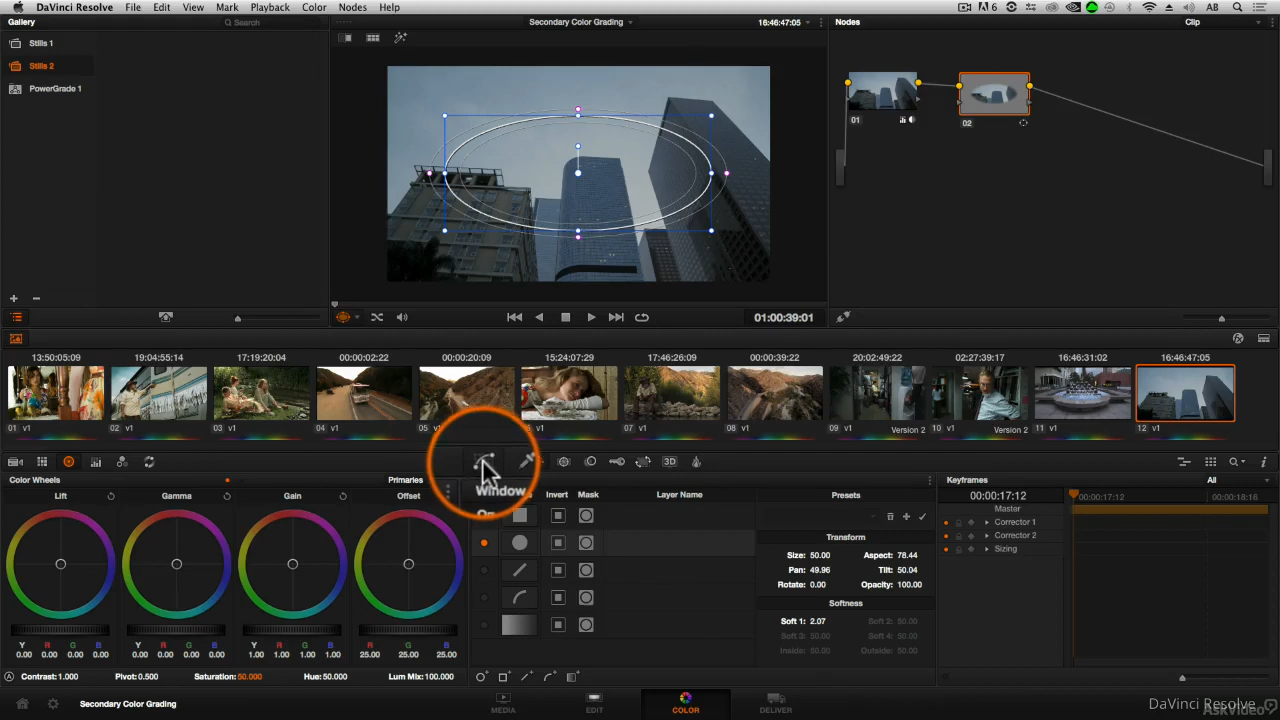 DaVinci Resolve File Edit View Mark Playback Color Nodes Help AB
Gallery Search Secondary Color Grading 16:46:47:05 Nodes Clip
Stills 1
Stills 2
PowerGrade 1
01 02
01:00:39:01
13:50:05:09 19:04:55:14 17:19:20:04 00:00:02:22 00:00:20:09 15:24:07:29 17:46:26:09 00:00:39:22 20:02:49:22 02:27:39:17 16:46:31:02 16:46:47:05
01 v1 02 v1 03 v1 04 v1 05 v1 07 v1 08 v1 09 v1 Version 2 10 v1 Version 2 11 v1 12 v1
3D
Color Wheels Primaries Window Keyframes All
Lift Gamma Gain Offset Invert Mask Layer Name Presets 00:00:17:12 00:00:17:12 00:00:18:16
Master
Corrector 1
Corrector 2
Sizing
Transform
Size: 50.00 Aspect: 78.44
Pan: 49.96 Tilt: 50.04
Rotate: 0.00 Opacity: 100.00
Softness
Soft 1: 2.07 Soft 2: 50.00
Soft 3: 50.00 Soft 4: 50.00
Inside: 50.00 Outside: 50.00
Y R G B Y R G B Y R G B R G B
0.00 0.00 0.00 0.00 0.00 0.00 0.00 0.00 1.00 1.00 1.00 1.00 25.00 25.00 25.00
A Contrast: 1.000 Pivot: 0.500 Saturation: 50.000 Hue: 50.000 Lum Mix: 100.000
Secondary Color Grading MEDIA EDIT COLOR DELIVER DaVinci Resolve
AskVideo